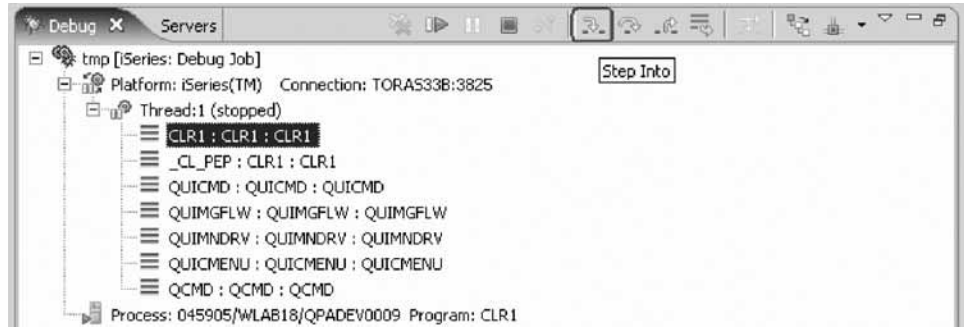 Debug Servers
tmp [iSeries: Debug Job]
Step Into
Platform: iSeries(TM) Connection: TORAS33B:3825
Thread:1 (stopped)
CLR1 : CLR1 : CLR1
_CL_PEP : CLR1 : CLR1
QUICMD : QUICMD : QUICMD
QUIMGFLW : QUIMGFLW : QUIMGFLW
QUIMNDRV : QUIMNDRV : QUIMNDRV
QUICMENU : QUICMENU : QUICMENU
QCMD : QCMD : QCMD
Process: 045905/WLAB18/QPADEV0009 Program: CLR1